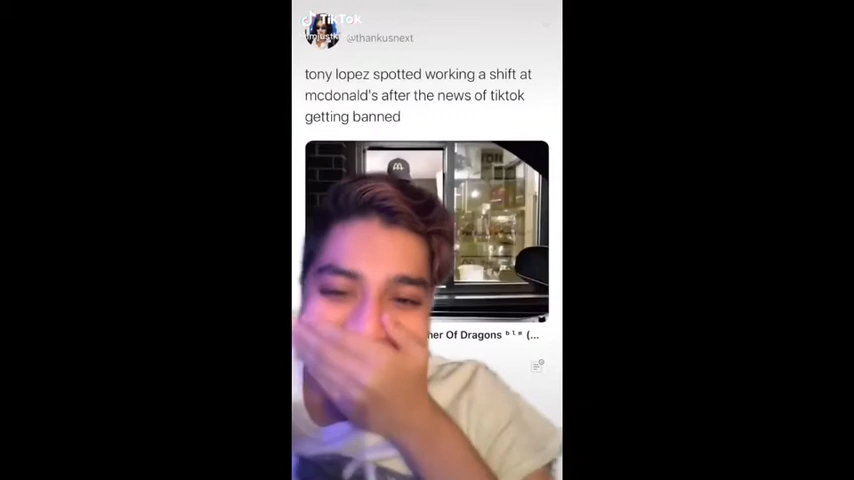 TikTok
@thankusnext
tony lopez spotted working a shift at
mcdonald's after the news of tiktok
getting banned
her Of Dragons ᵇˡᵐ (...